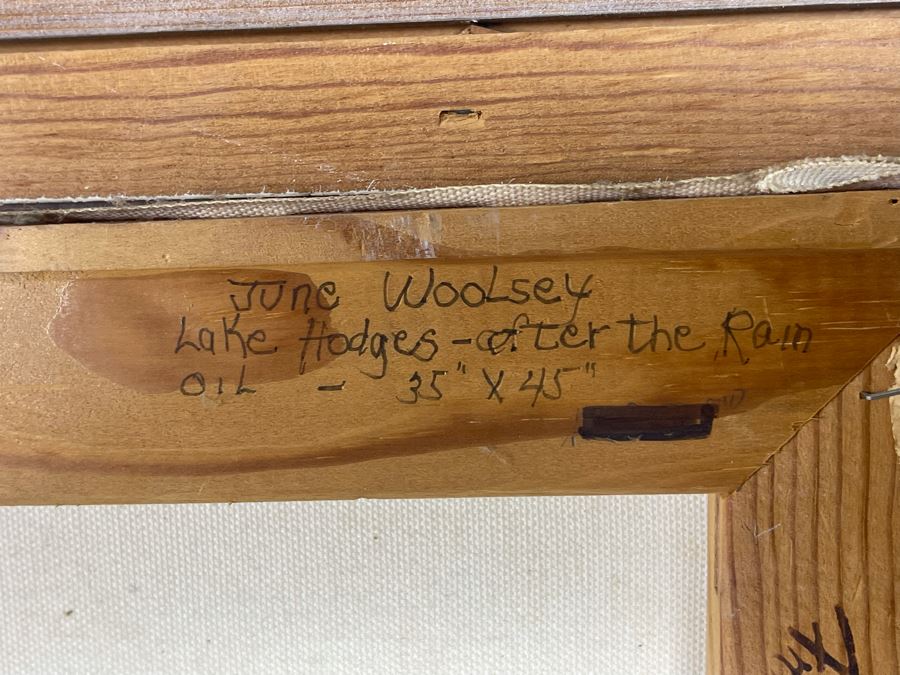 June Woolsey
Lake Hodges - after the Rain
OIL - 35" X 45"